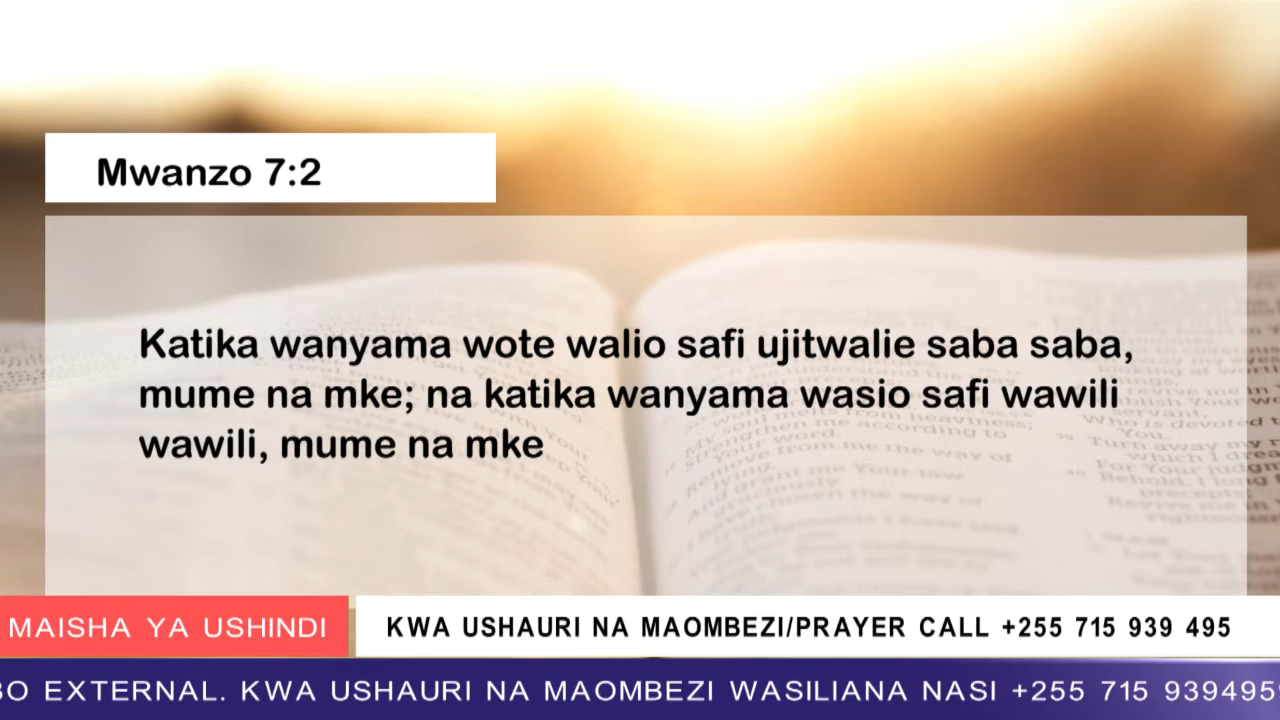 Mwanzo 7:2
Katika wanyama wote walio safi ujitwalie saba saba,
mume na mke; na katika wanyama wasio safi wawili
wawili, mume na mke
MAISHA YA USHINDI
KWA USHAURI NA MAOMBEZI/PRAYER CALL +255 715 939 495
EXTERNAL. KWA USHAURI NA MAOMBEZI WASILIANA NASI +255 715 939495